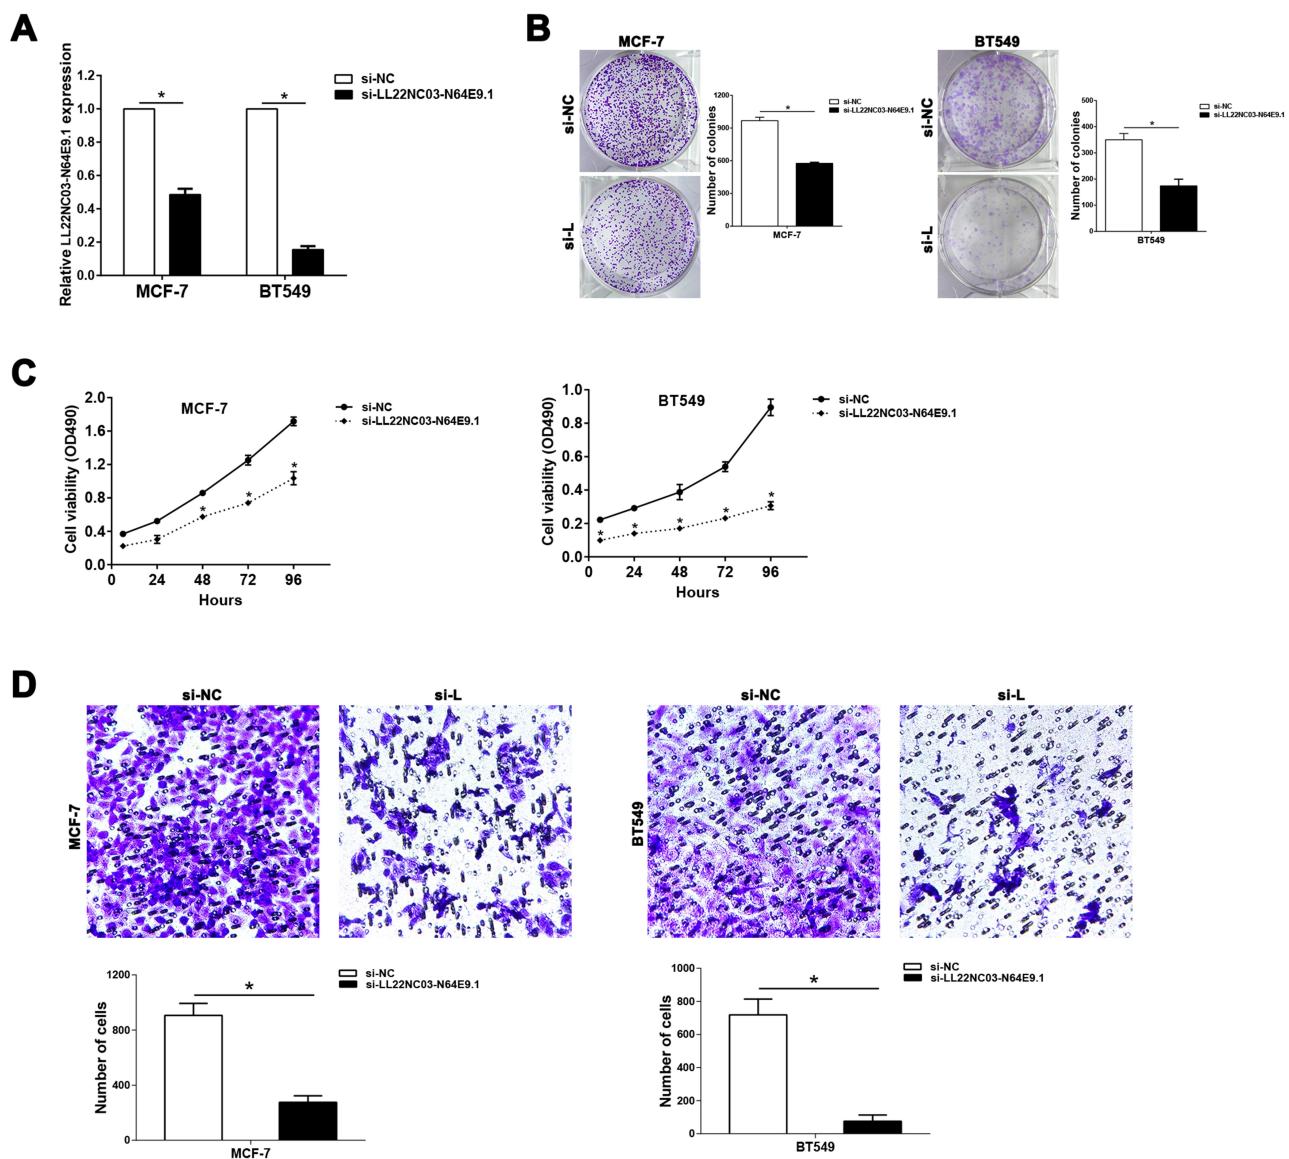 A
Relative LL22NC03-N64E9.1 expression
1.2
1.0
0.8
0.6
0.4
0.2
0.0
*
*
MCF-7
BT549
si-NC
si-LL22NC03-N64E9.1
B
MCF-7
si-NC
si-L
Number of colonies
1200
900
600
300
0
*
MCF-7
si-NC
si-LL22NC03-N64E9.1
BT549
si-NC
si-L
Number of colonies
500
400
300
200
100
0
*
BT549
si-NC
si-LL22NC03-N64E9.1
C
MCF-7
Cell viability (OD490)
2.0
1.6
1.2
0.8
0.4
0.0
*
*
*
0 24 48 72 96
Hours
si-NC
si-LL22NC03-N64E9.1
BT549
Cell viability (OD490)
1.0
0.8
0.6
0.4
0.2
0.0
*
*
*
*
*
0 24 48 72 96
Hours
si-NC
si-LL22NC03-N64E9.1
D
si-NC
si-L
MCF-7
si-NC
si-L
BT549
Number of cells
1200
800
400
0
*
MCF-7
si-NC
si-LL22NC03-N64E9.1
Number of cells
1000
800
600
400
200
0
*
BT549
si-NC
si-LL22NC03-N64E9.1